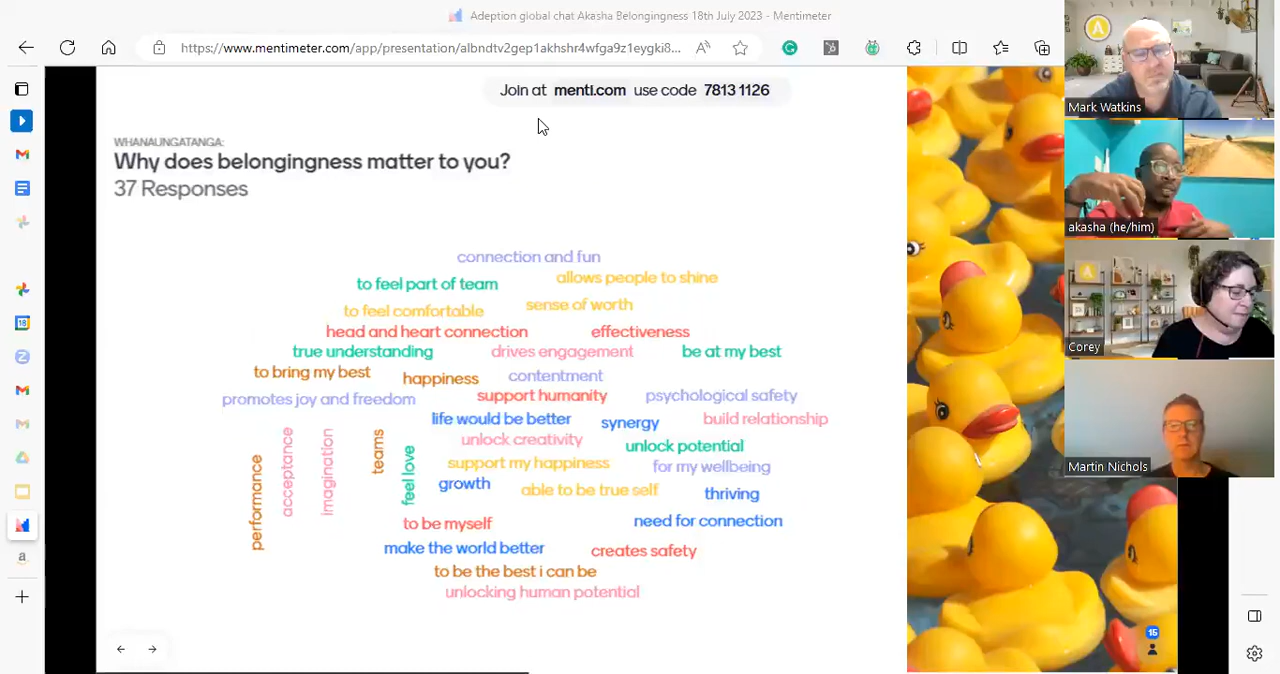 Adeption global chat Akasha Belongingness 18th July 2023 - Mentimeter
https://www.mentimeter.com/app/presentation/albndtv2gep1akhshr4wfga9z1eygki8...
Join at menti.com use code 7813 1126
WHANAUNGATANGA:
Why does belongingness matter to you?
37 Responses
connection and fun
allows people to shine
to feel part of team
sense of worth
to feel comfortable
head and heart connection
effectiveness
true understanding
drives engagement
be at my best
to bring my best
happiness
contentment
support humanity
psychological safety
promotes joy and freedom
life would be better
synergy
build relationship
unlock creativity
unlock potential
performance
acceptance
imagination
teams
feel love
support my happiness
for my wellbeing
growth
able to be true self
thriving
to be myself
need for connection
make the world better
creates safety
to be the best i can be
unlocking human potential
15
Mark Watkins
akasha (he/him)
Corey
Martin Nichols